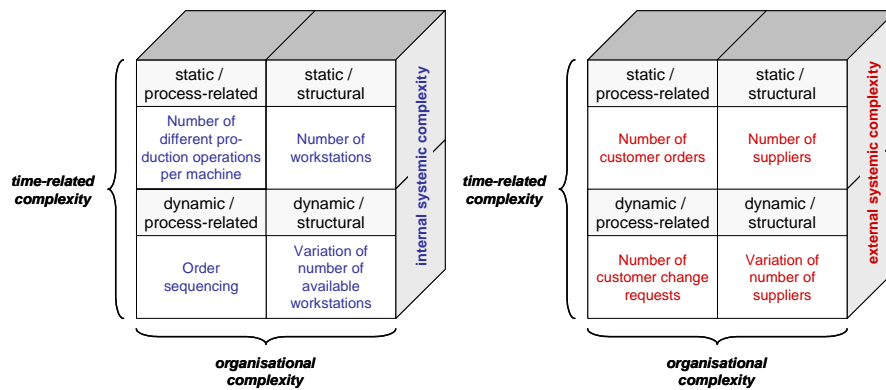 static /
process-related
static /
structural
Number of
different pro-
duction operations
per machine
Number of
workstations
dynamic /
process-related
dynamic /
structural
Order
sequencing
Variation of
number of
available
workstations
internal systemic complexity
time-related
complexity
organisational
complexity
static /
process-related
static /
structural
Number of
customer orders
Number of
suppliers
dynamic /
process-related
dynamic /
structural
Number of
customer change
requests
Variation of
number of
suppliers
external systemic complexity
time-related
complexity
organisational
complexity